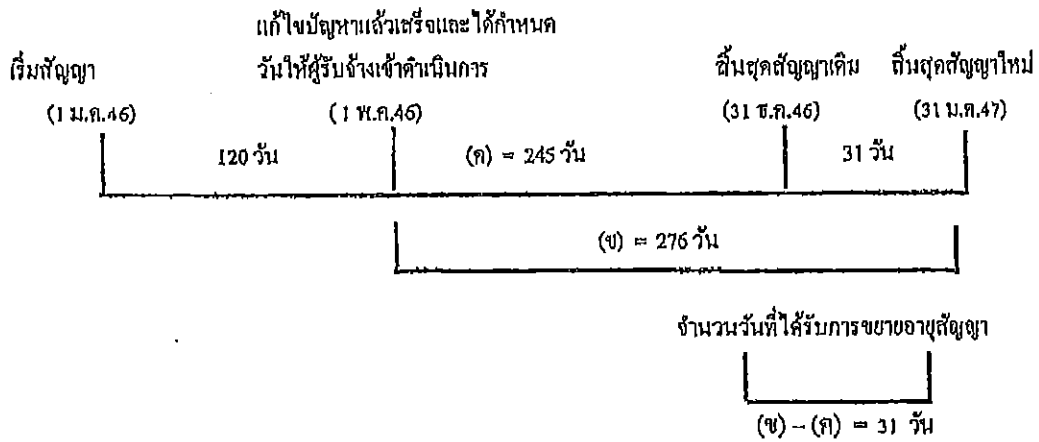 แก้ไขปัญหาแล้วเสร็จและได้กำหนด
เริ่มสัญญา วันให้ผู้รับจ้างเข้าดำเนินการ สิ้นสุดสัญญาเดิม สิ้นสุดสัญญาใหม่
(1 ม.ค.46) (1 พ.ค.46) (31 ธ.ค.46) (31 ม.ค.47)
120 วัน (ค) = 245 วัน 31 วัน
(ข) = 276 วัน
จำนวนวันที่ได้รับการขยายอายุสัญญา
(ข) – (ค) = 31 วัน